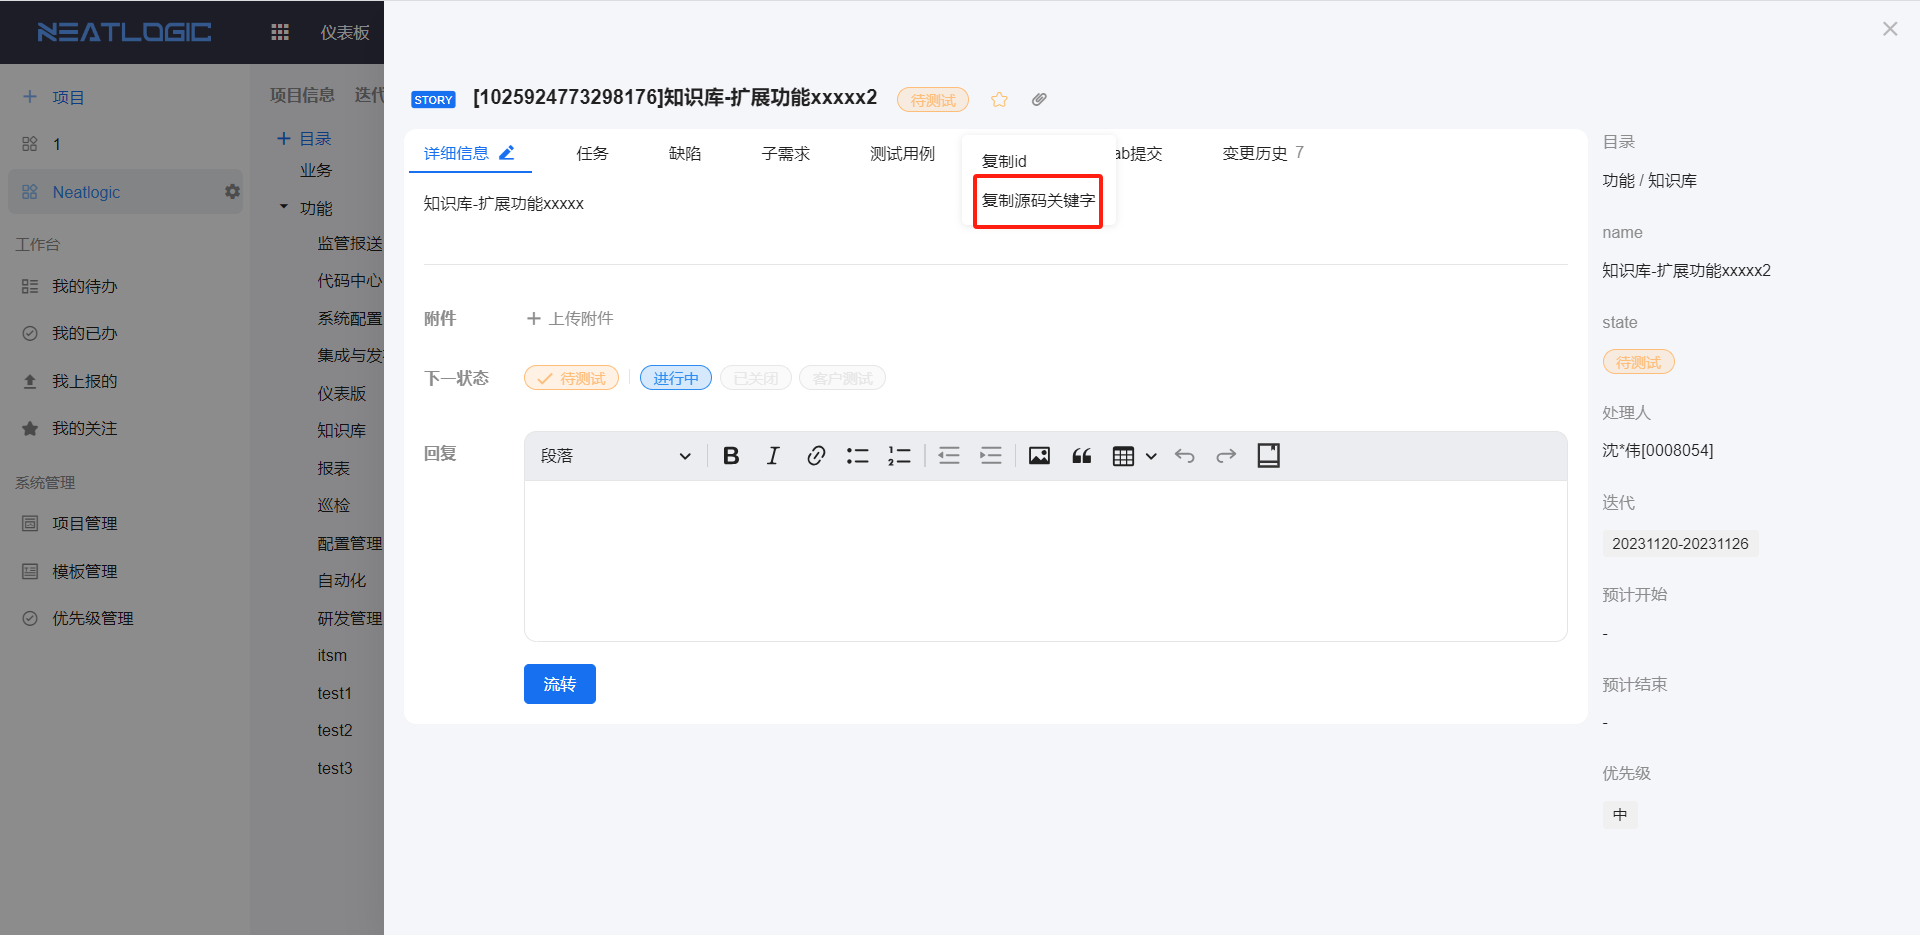 NEATLOGIC
仪表板
项目
1
Neatlogic
工作台
我的待办
我的已办
我上报的
我的关注
系统管理
项目管理
模板管理
优先级管理
项目信息 迭代
目录
业务
功能
监管报送
代码中心
系统配置
集成与发
仪表版
知识库
报表
巡检
配置管理
自动化
研发管理
itsm
test1
test2
test3
STORY [1025924773298176]知识库-扩展功能xxxxx2 待测试
详细信息 任务 缺陷 子需求 测试用例 ab提交 变更历史 7
复制id
复制源码关键字
知识库-扩展功能xxxxx
附件 上传附件
下一状态 待测试 进行中 已关闭 客户测试
回复 段落
流转
目录
功能 / 知识库
name
知识库-扩展功能xxxxx2
state
待测试
处理人
沈*伟[0008054]
迭代
20231120-20231126
预计开始
-
预计结束
-
优先级
中